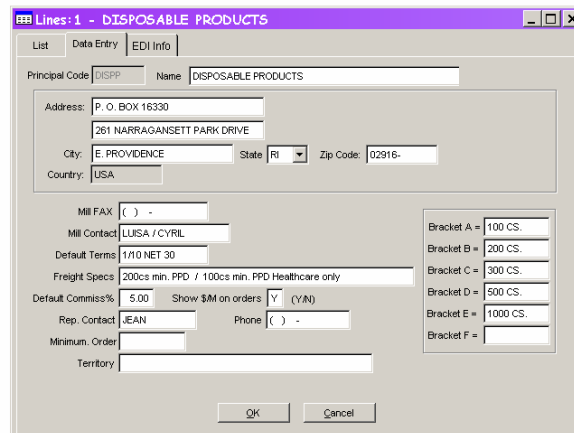 Lines:1 - DISPOSABLE PRODUCTS
List Data Entry EDI Info
Principal Code DISPP Name DISPOSABLE PRODUCTS
Address: P. O. BOX 16330
261 NARRAGANSETT PARK DRIVE
City: E. PROVIDENCE State RI Zip Code: 02916-
Country: USA
Mill FAX ( ) -
Mill Contact LUISA / CYRIL
Default Terms 1/10 NET 30
Freight Specs 200cs min. PPD / 100cs min. PPD Healthcare only
Default Commiss% 5.00 Show $/M on orders Y (Y/N)
Rep. Contact JEAN Phone ( ) -
Minimum. Order
Territory
Bracket A = 100 CS.
Bracket B = 200 CS.
Bracket C = 300 CS.
Bracket D = 500 CS.
Bracket E = 1000 CS.
Bracket F =
OK Cancel